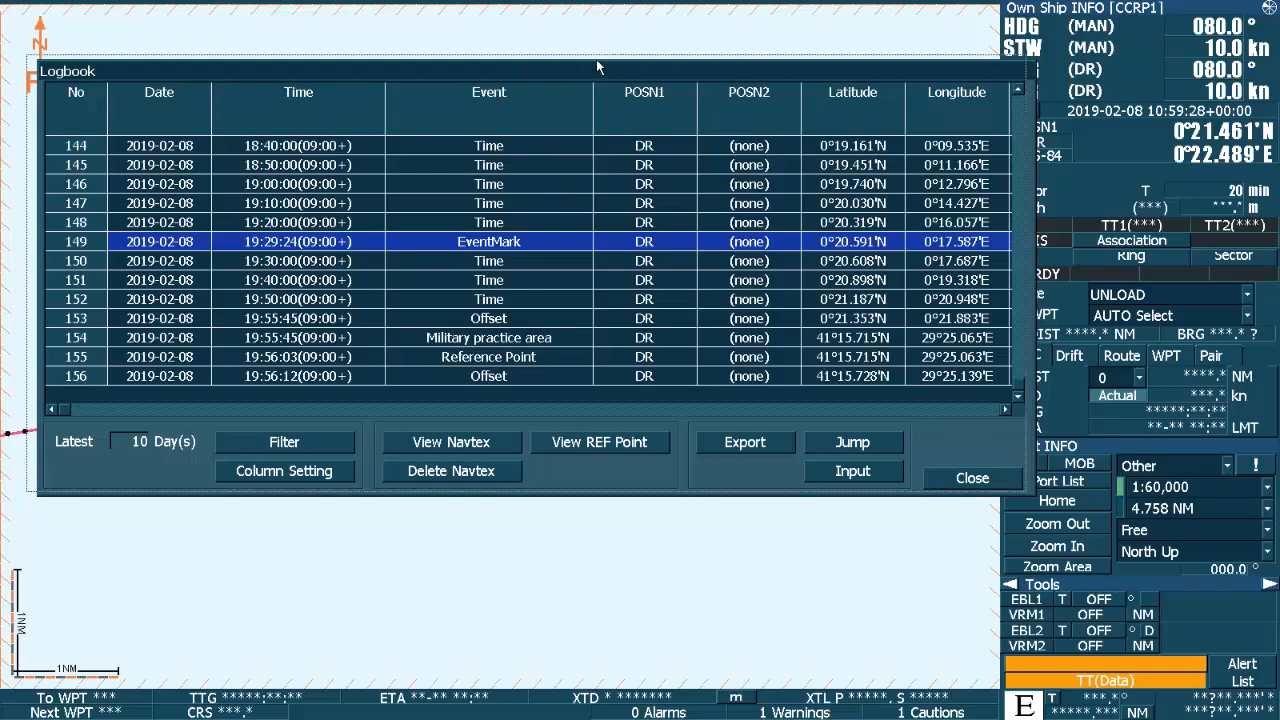 Own Ship INFO [CCRP1]
HDG (MAN) 080.0 °
STW (MAN) 10.0 kn
(DR) 080.0 °
(DR) 10.0 kn
2019-02-08 10:59:28+00:00
0°21.461'N
0°22.489'E
T 20 min
(***) ***.* m
TT1(***) TT2(***)
Association
Ring Sector
UNLOAD
AUTO Select
****.* NM BRG ***.* ?
Drift Route WPT Pair
0 ****.* NM
Actual ***.* kn
*****:**:**
**-** **:** LMT
N
Logbook
No Date Time Event POSN1 POSN2 Latitude Longitude
144 2019-02-08 18:40:00(09:00+) Time DR (none) 0°19.161'N 0°09.535'E
145 2019-02-08 18:50:00(09:00+) Time DR (none) 0°19.451'N 0°11.166'E
146 2019-02-08 19:00:00(09:00+) Time DR (none) 0°19.740'N 0°12.796'E
147 2019-02-08 19:10:00(09:00+) Time DR (none) 0°20.030'N 0°14.427'E
148 2019-02-08 19:20:00(09:00+) Time DR (none) 0°20.319'N 0°16.057'E
149 2019-02-08 19:29:24(09:00+) EventMark DR (none) 0°20.591'N 0°17.587'E
150 2019-02-08 19:30:00(09:00+) Time DR (none) 0°20.608'N 0°17.687'E
151 2019-02-08 19:40:00(09:00+) Time DR (none) 0°20.898'N 0°19.318'E
152 2019-02-08 19:50:00(09:00+) Time DR (none) 0°21.187'N 0°20.948'E
153 2019-02-08 19:55:45(09:00+) Offset DR (none) 0°21.353'N 0°21.883'E
154 2019-02-08 19:55:45(09:00+) Military practice area DR (none) 41°15.715'N 29°25.065'E
155 2019-02-08 19:56:03(09:00+) Reference Point DR (none) 41°15.715'N 29°25.063'E
156 2019-02-08 19:56:12(09:00+) Offset DR (none) 41°15.728'N 29°25.139'E
Latest 10 Day(s) Filter View Navtex View REF Point Export Jump
Column Setting Delete Navtex Input Close
INFO
MOB Other !
Port List 1:60,000
Home 4.758 NM
Zoom Out Free
Zoom In North Up
Zoom Area 000.0 °
Tools
EBL1 T OFF °
VRM1 OFF NM
EBL2 T OFF ° D
VRM2 OFF NM
TT(Data) Alert List
E T ***.*° **?**.***'?
*****.*** NM ***?**.***'?
1NM
1NM
To WPT *** TTG *****:**:** ETA **-** **:** XTD * ****** m XTL P *****, S *****
Next WPT *** CRS ***.* 0 Alarms 1 Warnings 1 Cautions